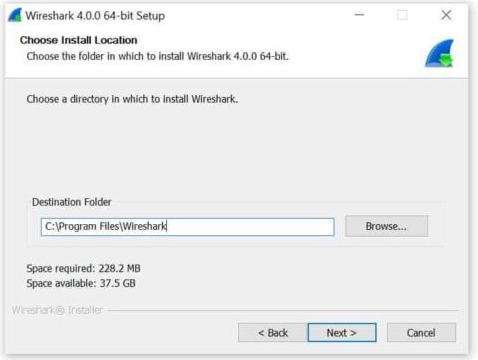 Wireshark 4.0.0 64-bit Setup
Choose Install Location
Choose the folder in which to install Wireshark 4.0.0 64-bit.
Choose a directory in which to install Wireshark.
Destination Folder
C:\Program Files\Wireshark
Browse...
Space required: 228.2 MB
Space available: 37.5 GB
Wireshark® Installer
< Back Next > Cancel